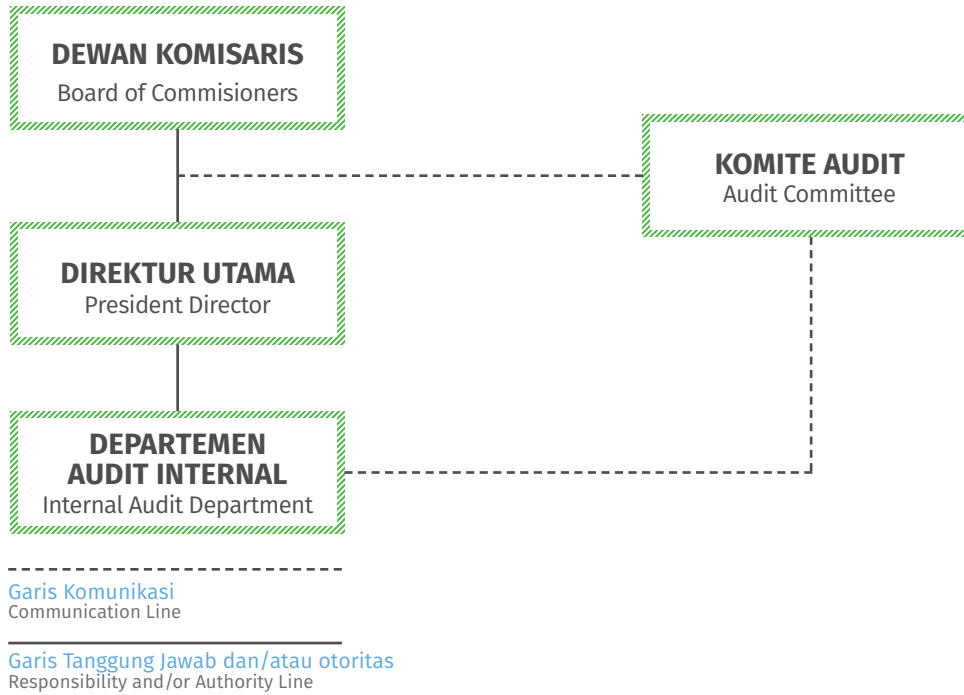 DEWAN KOMISARIS
Board of Commisioners
KOMITE AUDIT
Audit Committee
DIREKTUR UTAMA
President Director
DEPARTEMEN
AUDIT INTERNAL
Internal Audit Department
Garis Komunikasi
Communication Line
Garis Tanggung Jawab dan/atau otoritas
Responsibility and/or Authority Line